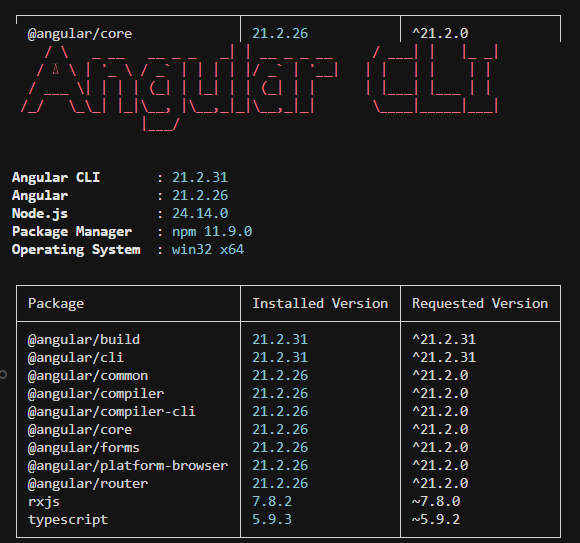 @angular/core 21.2.26 ^21.2.0
Angular CLI
Angular CLI : 21.2.31
Angular : 21.2.26
Node.js : 24.14.0
Package Manager : npm 11.9.0
Operating System : win32 x64
Package Installed Version Requested Version
@angular/build 21.2.31 ^21.2.31
@angular/cli 21.2.31 ^21.2.31
@angular/common 21.2.26 ^21.2.0
@angular/compiler 21.2.26 ^21.2.0
@angular/compiler-cli 21.2.26 ^21.2.0
@angular/core 21.2.26 ^21.2.0
@angular/forms 21.2.26 ^21.2.0
@angular/platform-browser 21.2.26 ^21.2.0
@angular/router 21.2.26 ^21.2.0
rxjs 7.8.2 ~7.8.0
typescript 5.9.3 ~5.9.2